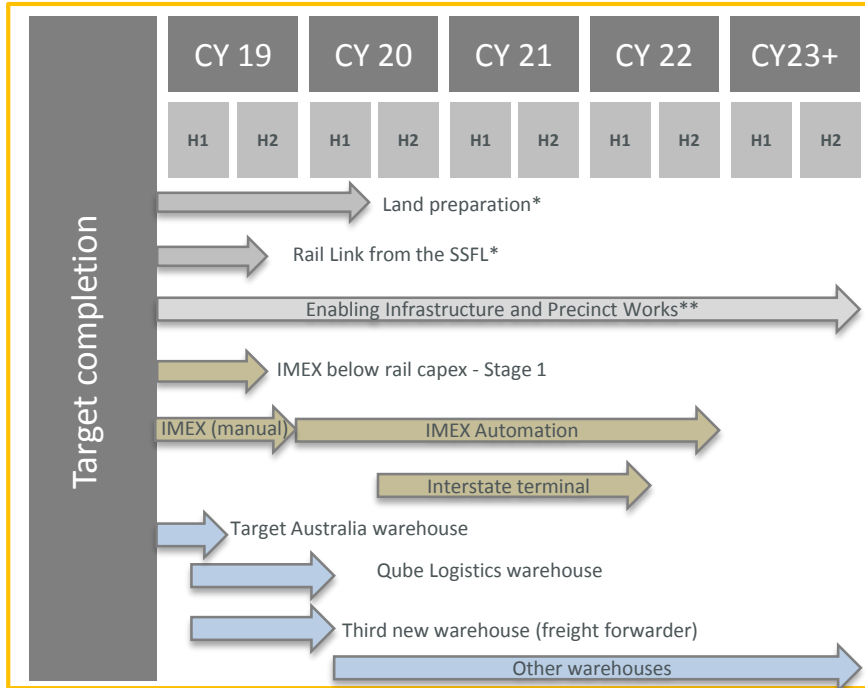 CY 19 CY 20 CY 21 CY 22 CY23+
H1 H2 H1 H2 H1 H2 H1 H2 H1 H2
Target completion
Land preparation*
Rail Link from the SSFL*
Enabling Infrastructure and Precinct Works**
IMEX below rail capex - Stage 1
IMEX (manual) IMEX Automation
Interstate terminal
Target Australia warehouse
Qube Logistics warehouse
Third new warehouse (freight forwarder)
Other warehouses